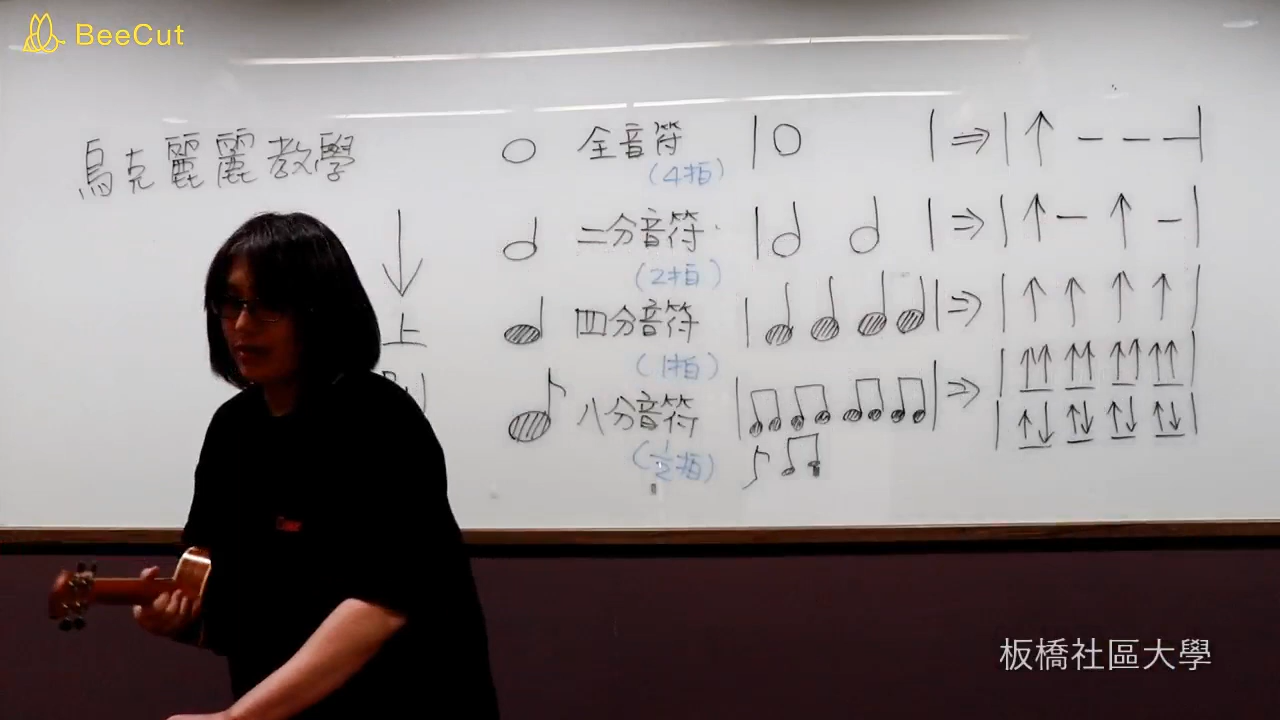 BeeCut
烏克麗麗教學
全音符
(4拍)
二分音符
(2拍)
上
四分音符
(1拍)
八分音符
(1/2拍)
板橋社區大學